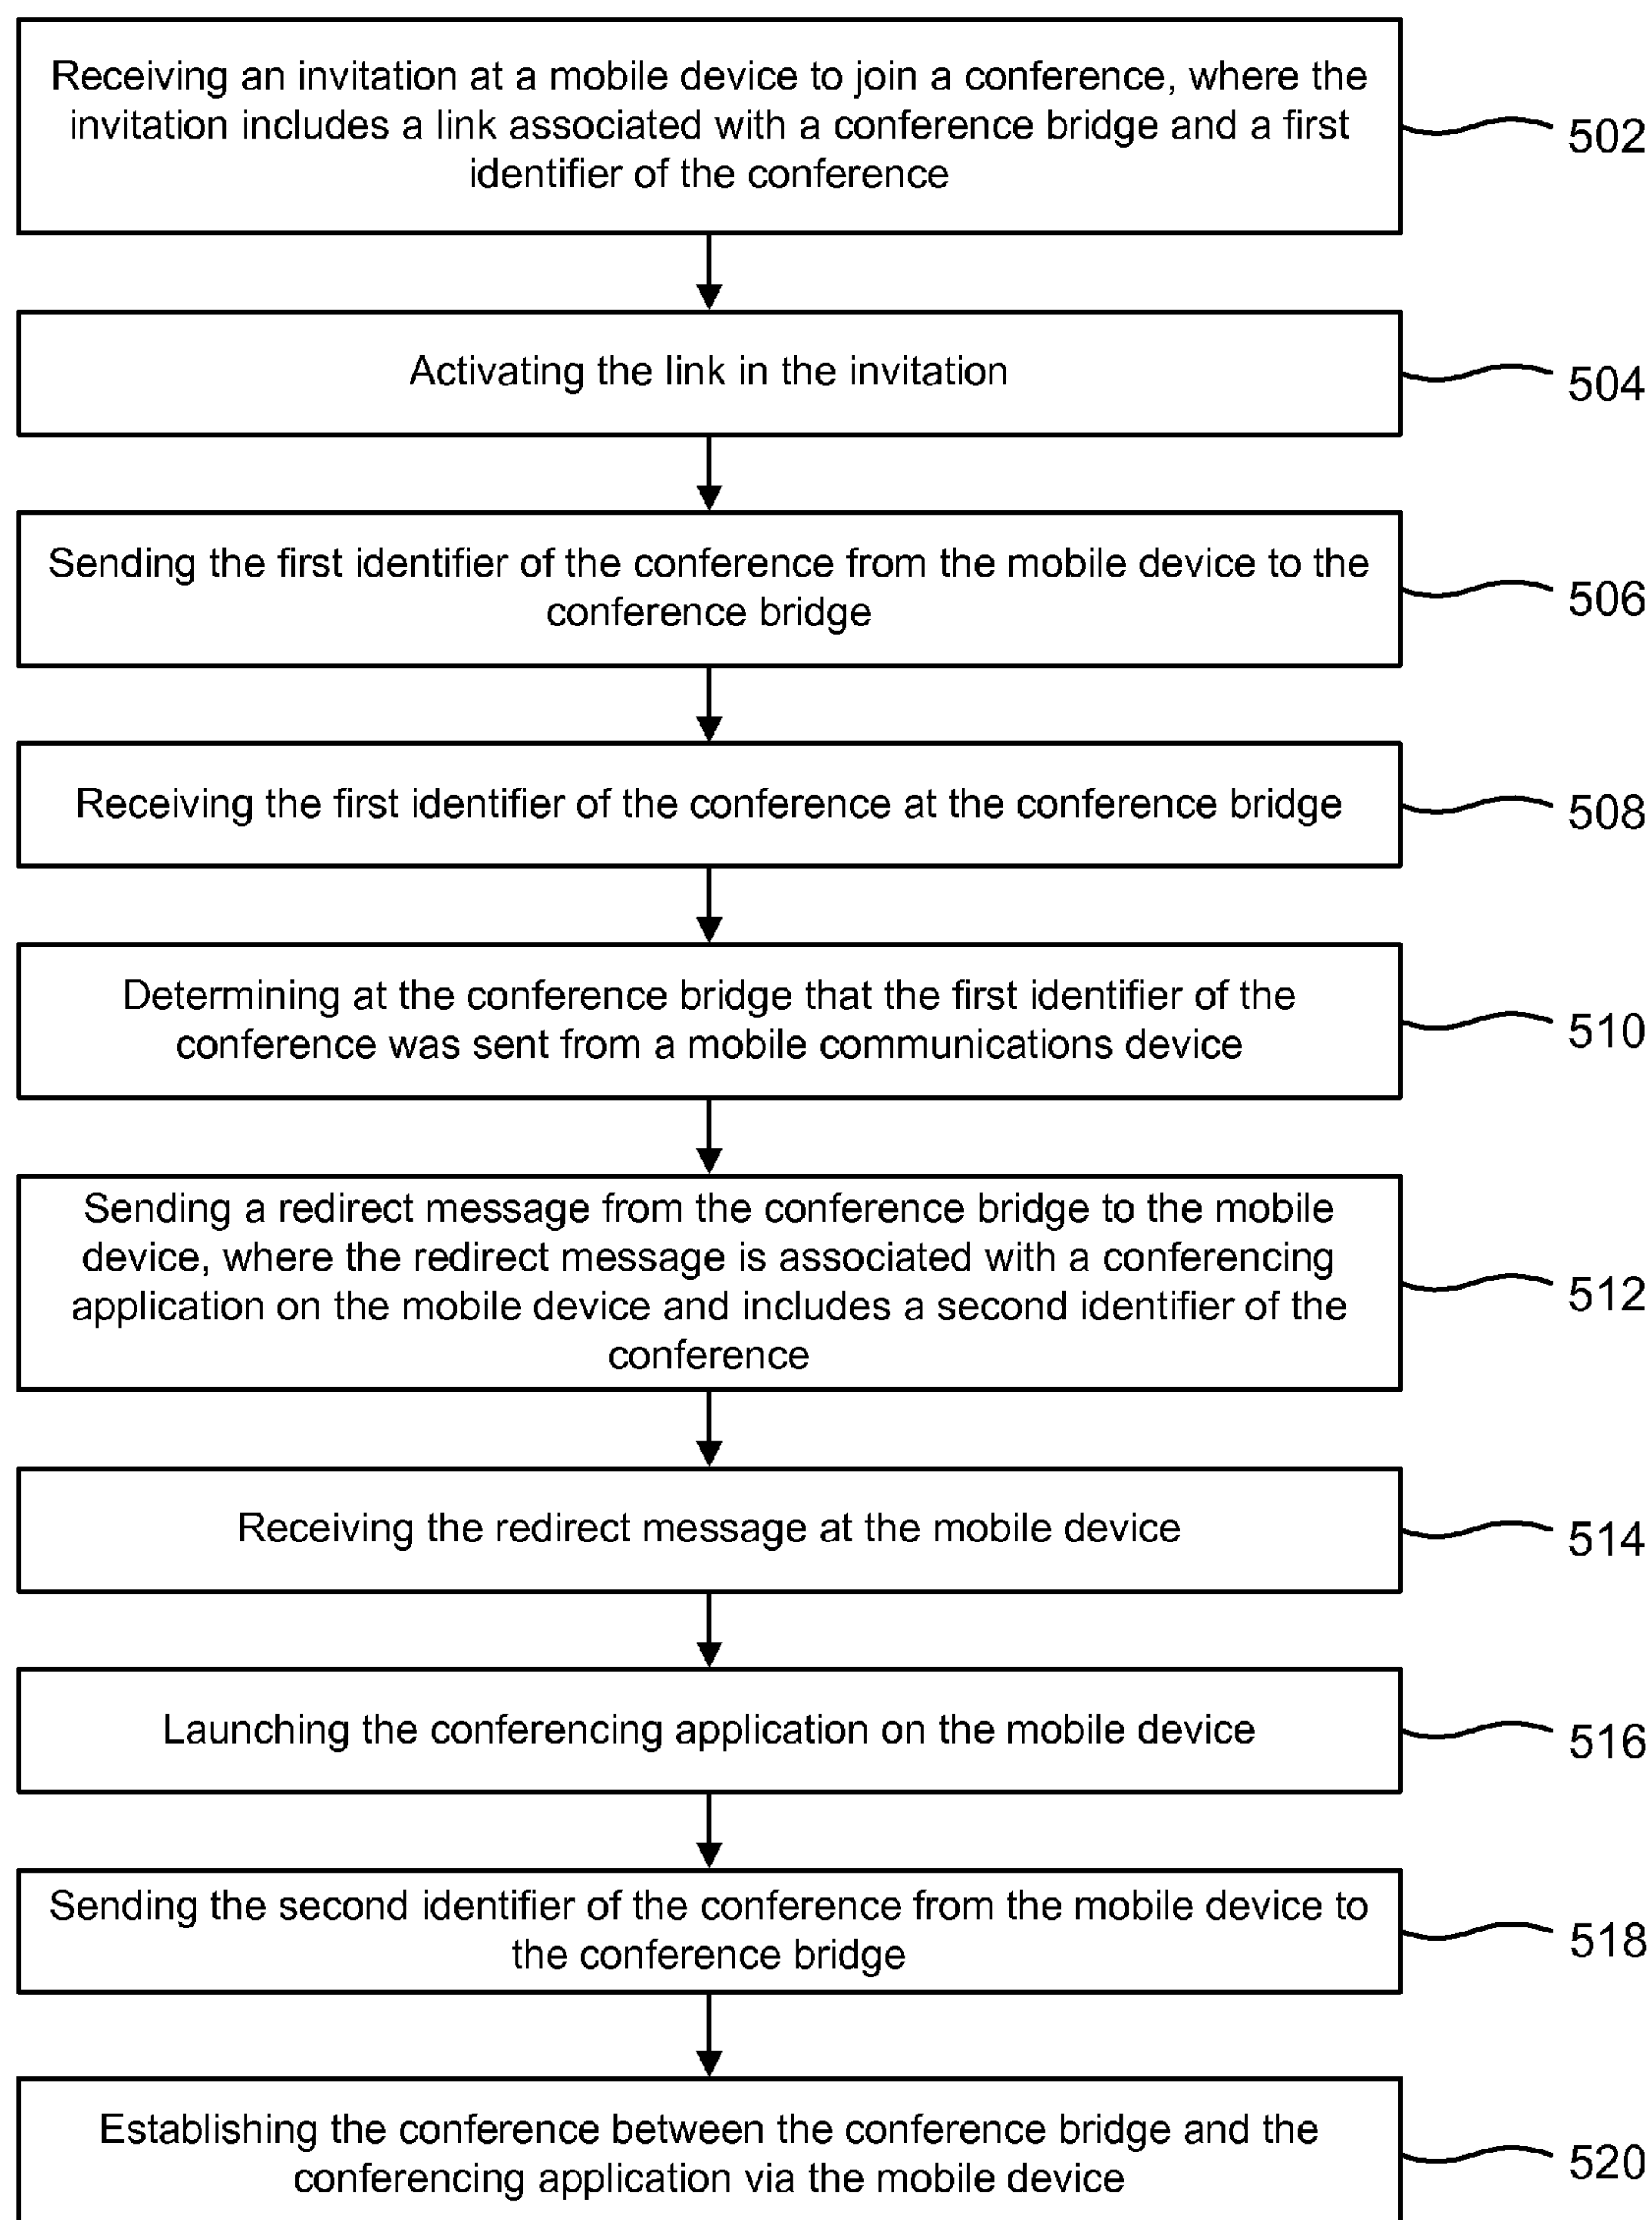 Receiving an invitation at a mobile device to join a conference, where the
invitation includes a link associated with a conference bridge and a first
identifier of the conference
502
Activating the link in the invitation
504
Sending the first identifier of the conference from the mobile device to the
conference bridge
506
Receiving the first identifier of the conference at the conference bridge
508
Determining at the conference bridge that the first identifier of the
conference was sent from a mobile communications device
510
Sending a redirect message from the conference bridge to the mobile
device, where the redirect message is associated with a conferencing
application on the mobile device and includes a second identifier of the
conference
512
Receiving the redirect message at the mobile device
514
Launching the conferencing application on the mobile device
516
Sending the second identifier of the conference from the mobile device to
the conference bridge
518
Establishing the conference between the conference bridge and the
conferencing application via the mobile device
520